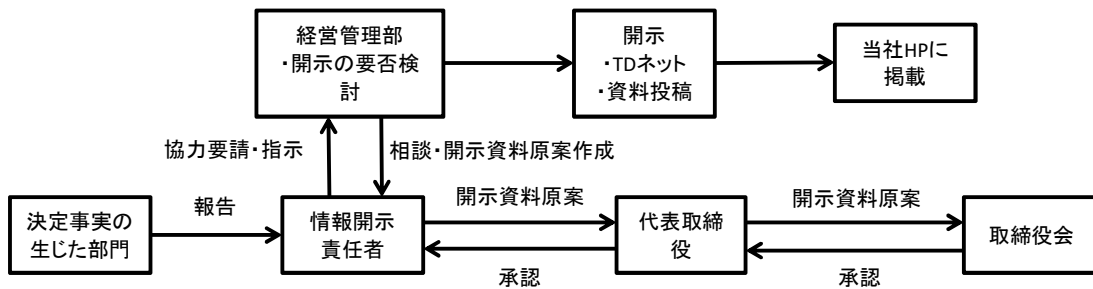 経営管理部
・開示の要否検
討
開示
・TDネット
・資料投稿
当社HPに
掲載
協力要請・指示
相談・開示資料原案作成
決定事実の
生じた部門
報告
情報開示
責任者
開示資料原案
承認
代表取締
役
開示資料原案
承認
取締役会